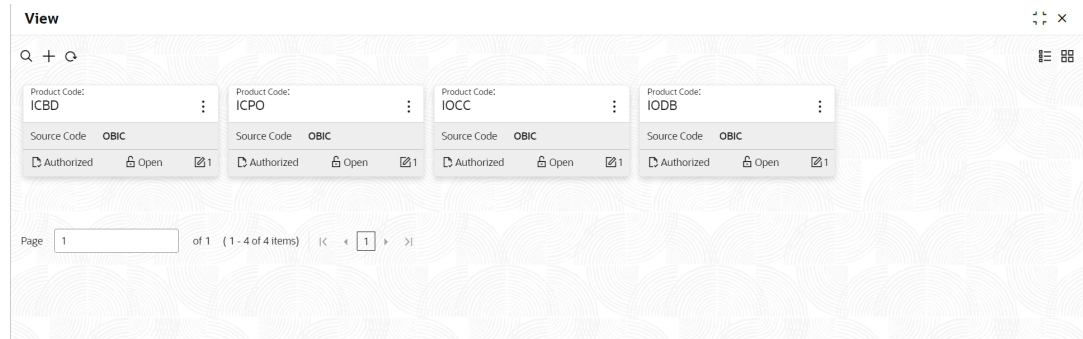 View
Product Code:
ICBD
Source Code OBIC
Authorized Open 1
Product Code:
ICPO
Source Code OBIC
Authorized Open 1
Product Code:
IOCC
Source Code OBIC
Authorized Open 1
Product Code:
IODB
Source Code OBIC
Authorized Open 1
Page 1 of 1 ( 1 - 4 of 4 items) 1